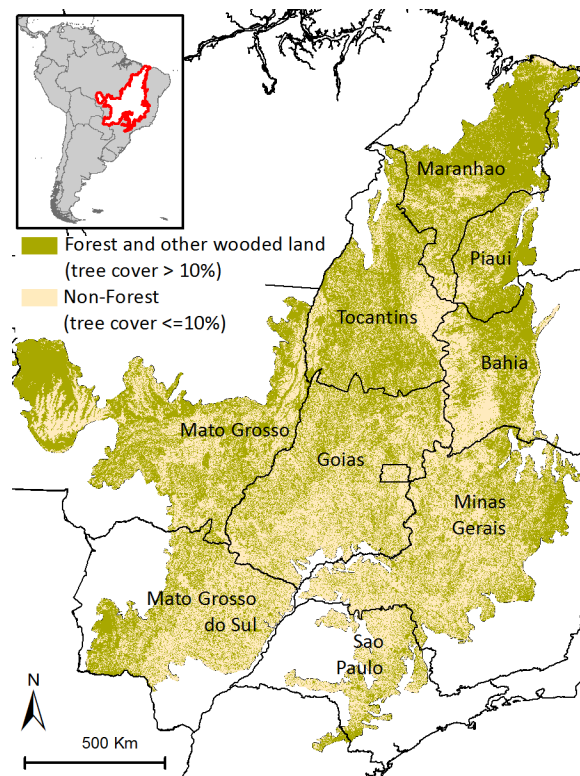 Forest and other wooded land
(tree cover > 10%)
Non-Forest
(tree cover <=10%)
Maranhao
Piaui
Tocantins
Bahia
Mato Grosso
Goias
Minas
Gerais
Mato Grosso
do Sul
Sao
Paulo
N
500 Km